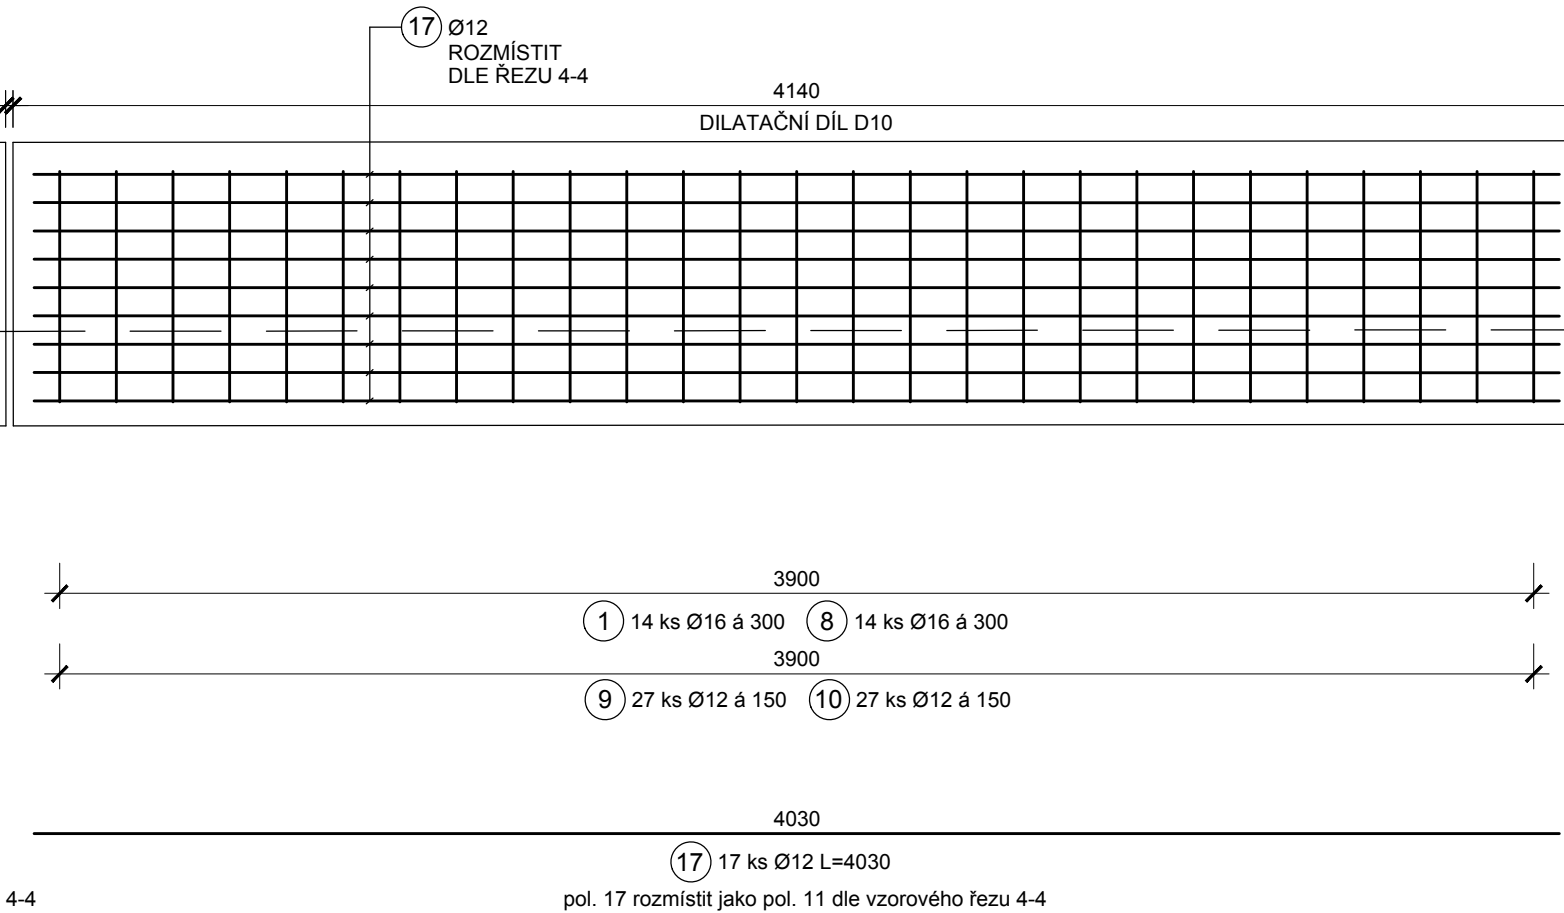 17 Ø12
ROZMÍSTIT
DLE ŘEZU 4-4
4140
DILATAČNÍ DÍL D10
3900
1 14 ks Ø16 á 300 8 14 ks Ø16 á 300
3900
9 27 ks Ø12 á 150 10 27 ks Ø12 á 150
4030
17 17 ks Ø12 L=4030
4-4 pol. 17 rozmístit jako pol. 11 dle vzorového řezu 4-4